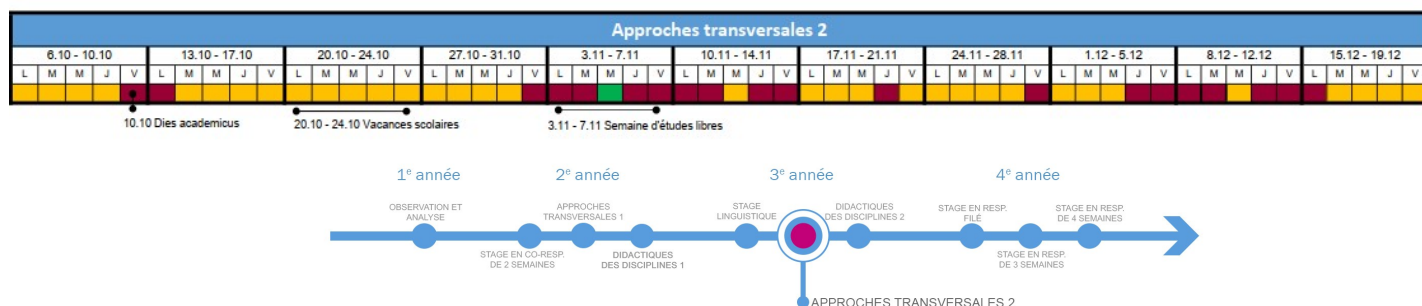 Approches transversales 2
6.10 - 10.10 13.10 - 17.10 20.10 - 24.10 27.10 - 31.10 3.11 - 7.11 10.11 - 14.11 17.11 - 21.11 24.11 - 28.11 1.12 - 5.12 8.12 - 12.12 15.12 - 19.12
L M M J V L M M J V L M M J V L M M J V L M M J V L M M J V L M M J V L M M J V L M M J V L M M J V L M M J V
10.10 Dies academicus
20.10 - 24.10 Vacances scolaires
3.11 - 7.11 Semaine d'études libres
1e année
2e année
3e année
4e année
OBSERVATION ET
ANALYSE
STAGE EN CO-RESP.
DE 2 SEMAINES
APPROCHES
TRANSVERSALES 1
DIDACTIQUES
DES DISCIPLINES 1
STAGE
LINGUISTIQUE
APPROCHES TRANSVERSALES 2
DIDACTIQUES
DES DISCIPLINES 2
STAGE EN RESP.
FILÉ
STAGE EN RESP.
DE 3 SEMAINES
STAGE EN RESP.
DE 4 SEMAINES